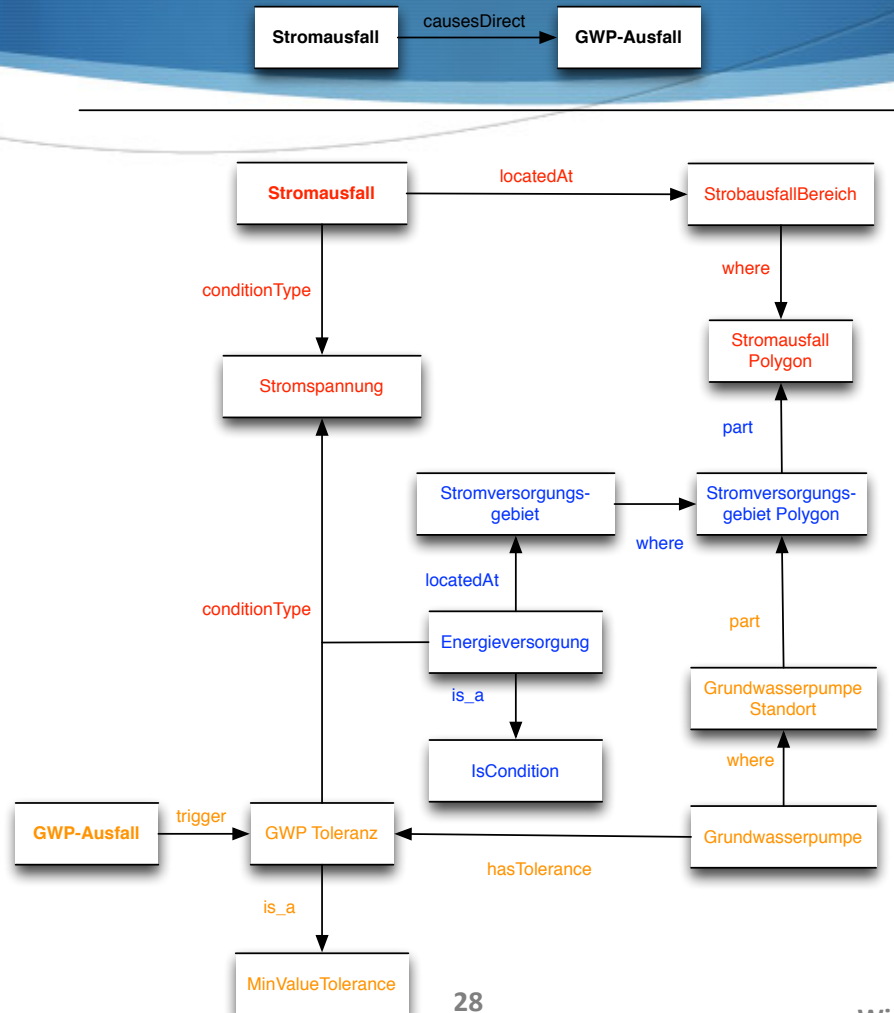 Stromausfall
causesDirect
GWP-Ausfall
Stromausfall
locatedAt
StrobausfallBereich
conditionType
where
Stromausfall
Polygon
Stromspannung
part
Stromversorgungs-
gebiet
where
Stromversorgungs-
gebiet Polygon
locatedAt
conditionType
Energieversorgung
part
is_a
Grundwasserpumpe
Standort
IsCondition
where
GWP-Ausfall
trigger
GWP Toleranz
hasTolerance
Grundwasserpumpe
is_a
MinValueTolerance
28